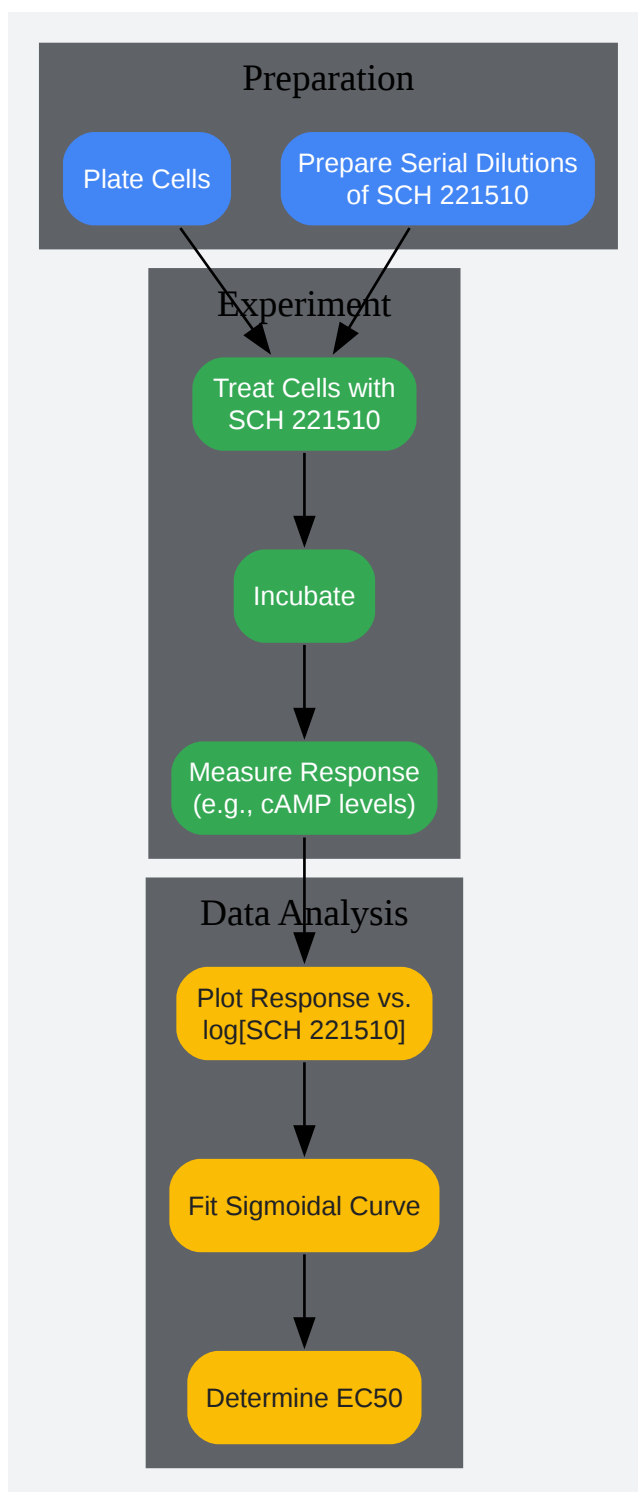 Preparation
Plate Cells
Prepare Serial Dilutions
of SCH 221510
Experiment
Treat Cells with
SCH 221510
Incubate
Measure Response
(e.g., cAMP levels)
Data Analysis
Plot Response vs.
log[SCH 221510]
Fit Sigmoidal Curve
Determine EC50